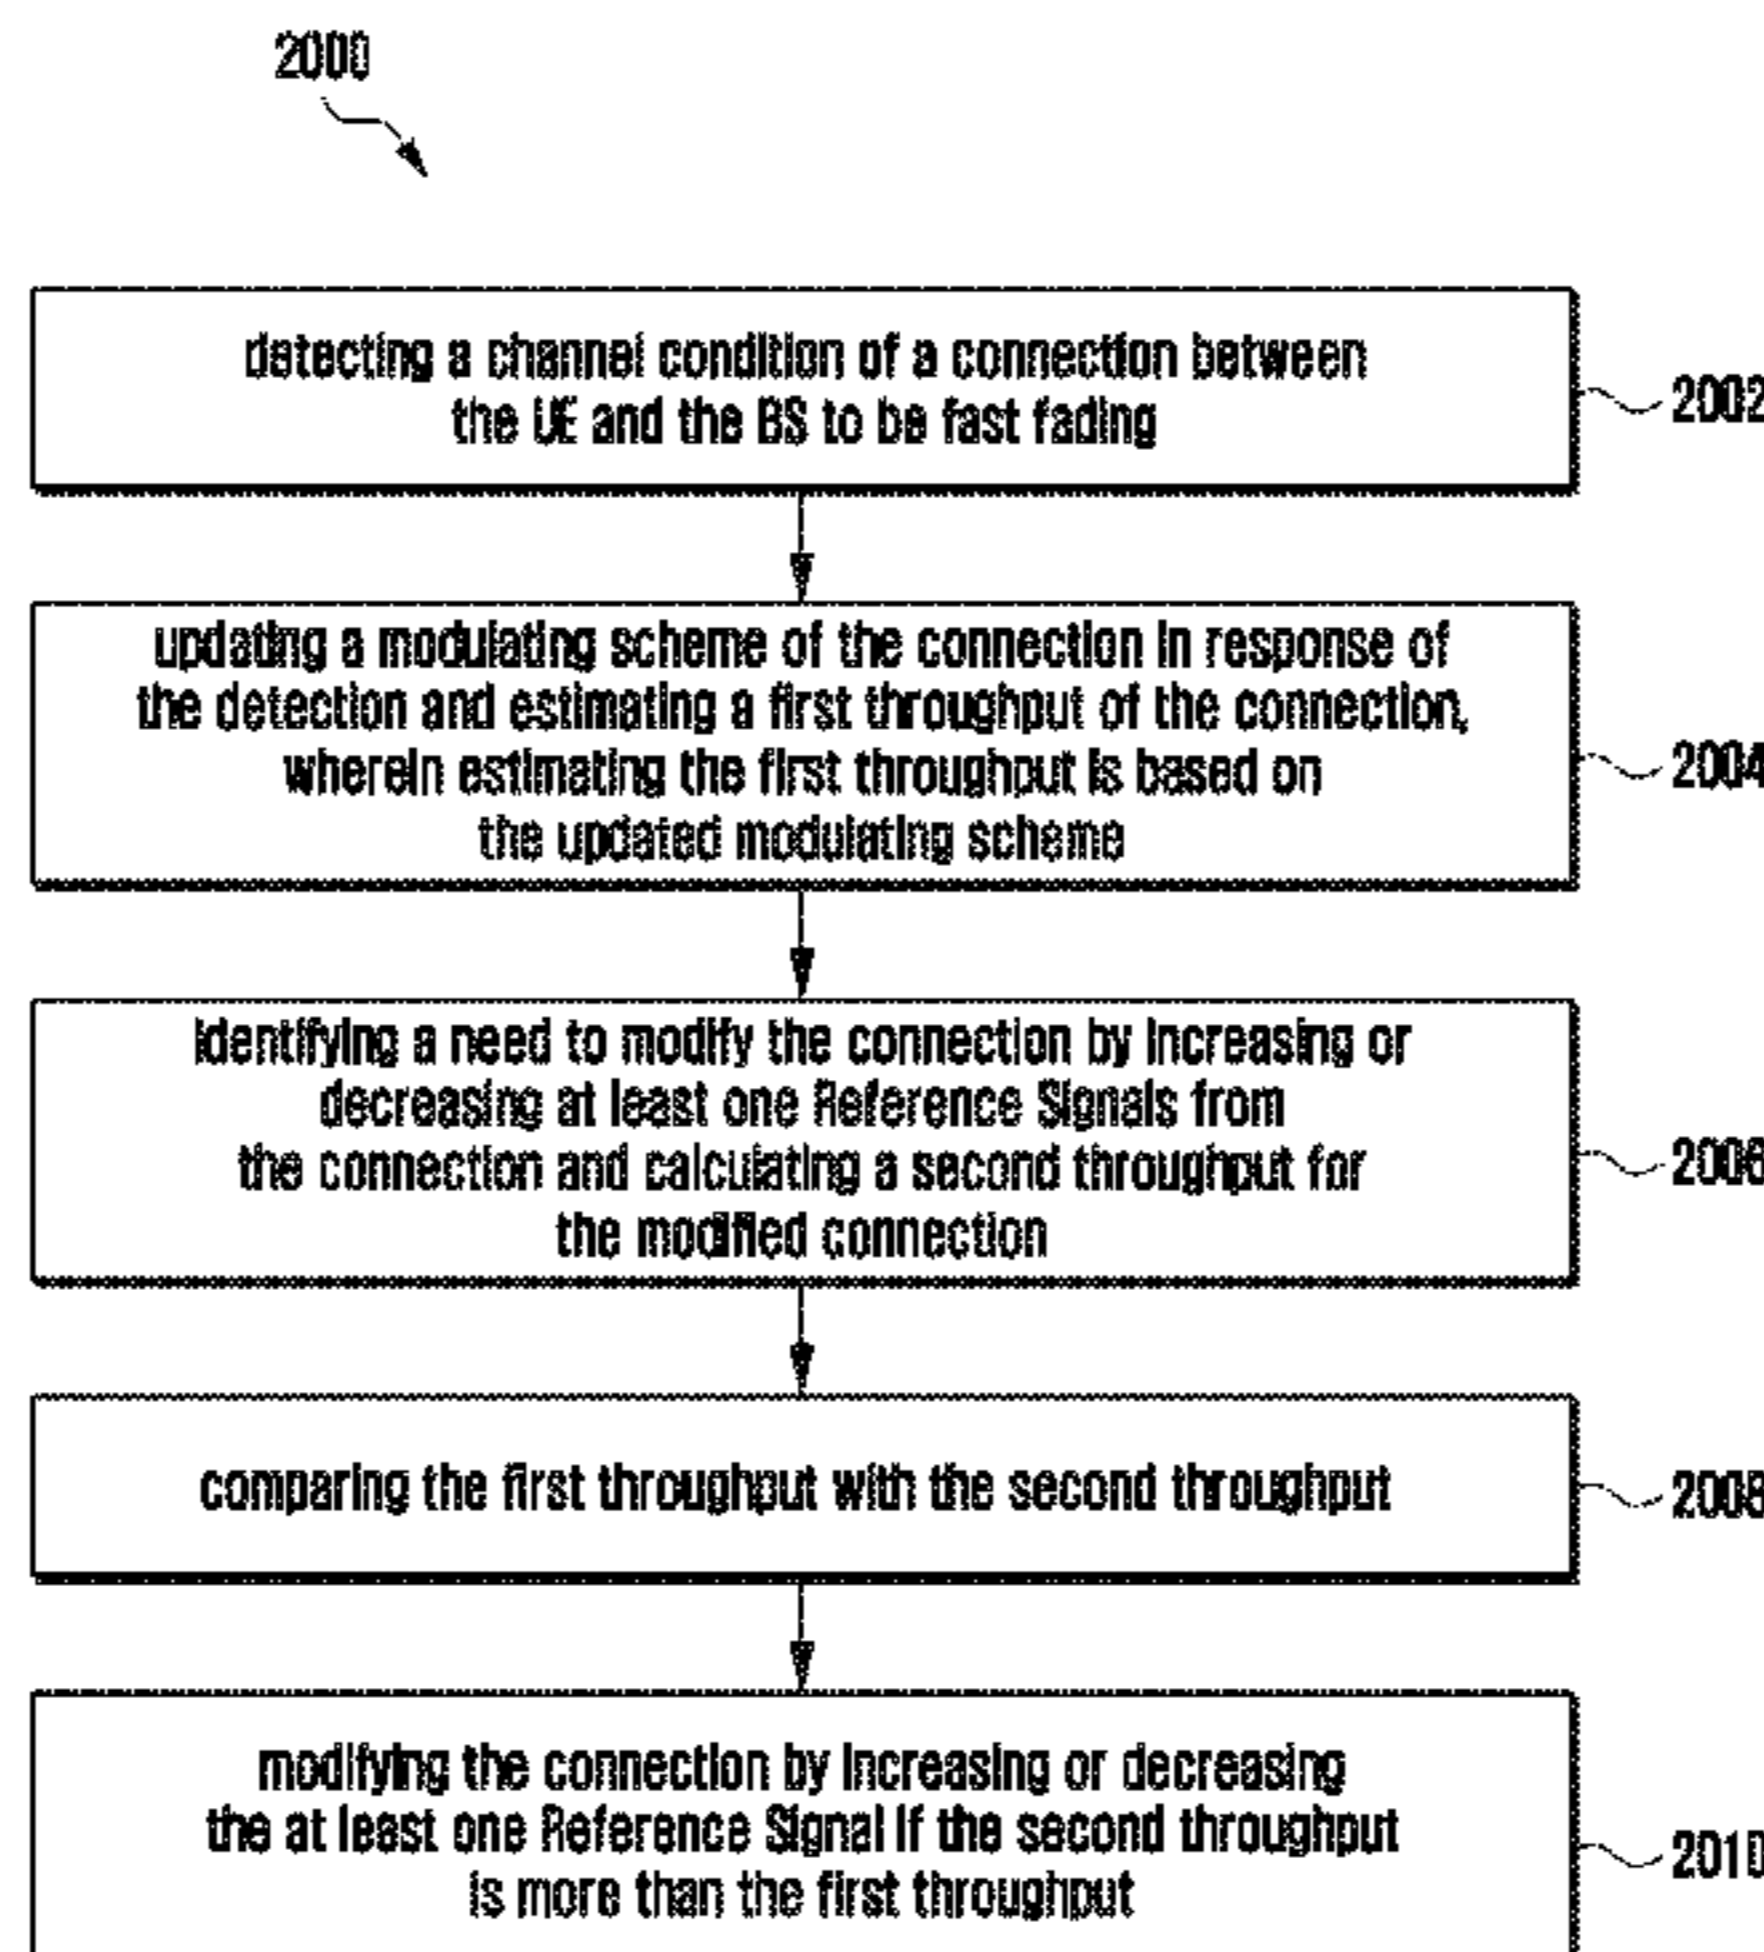 2000
detecting a channel condition of a connection between
the UE and the BS to be fast fading
2002
updating a modulating scheme of the connection in response of
the detection and estimating a first throughput of the connection,
wherein estimating the first throughput is based on
the updated modulating scheme
2004
identifying a need to modify the connection by increasing or
decreasing at least one Reference Signals from
the connection and calculating a second throughput for
the modified connection
2006
comparing the first throughput with the second throughput
2008
modifying the connection by increasing or decreasing
the at least one Reference Signal if the second throughput
is more than the first throughput
2010